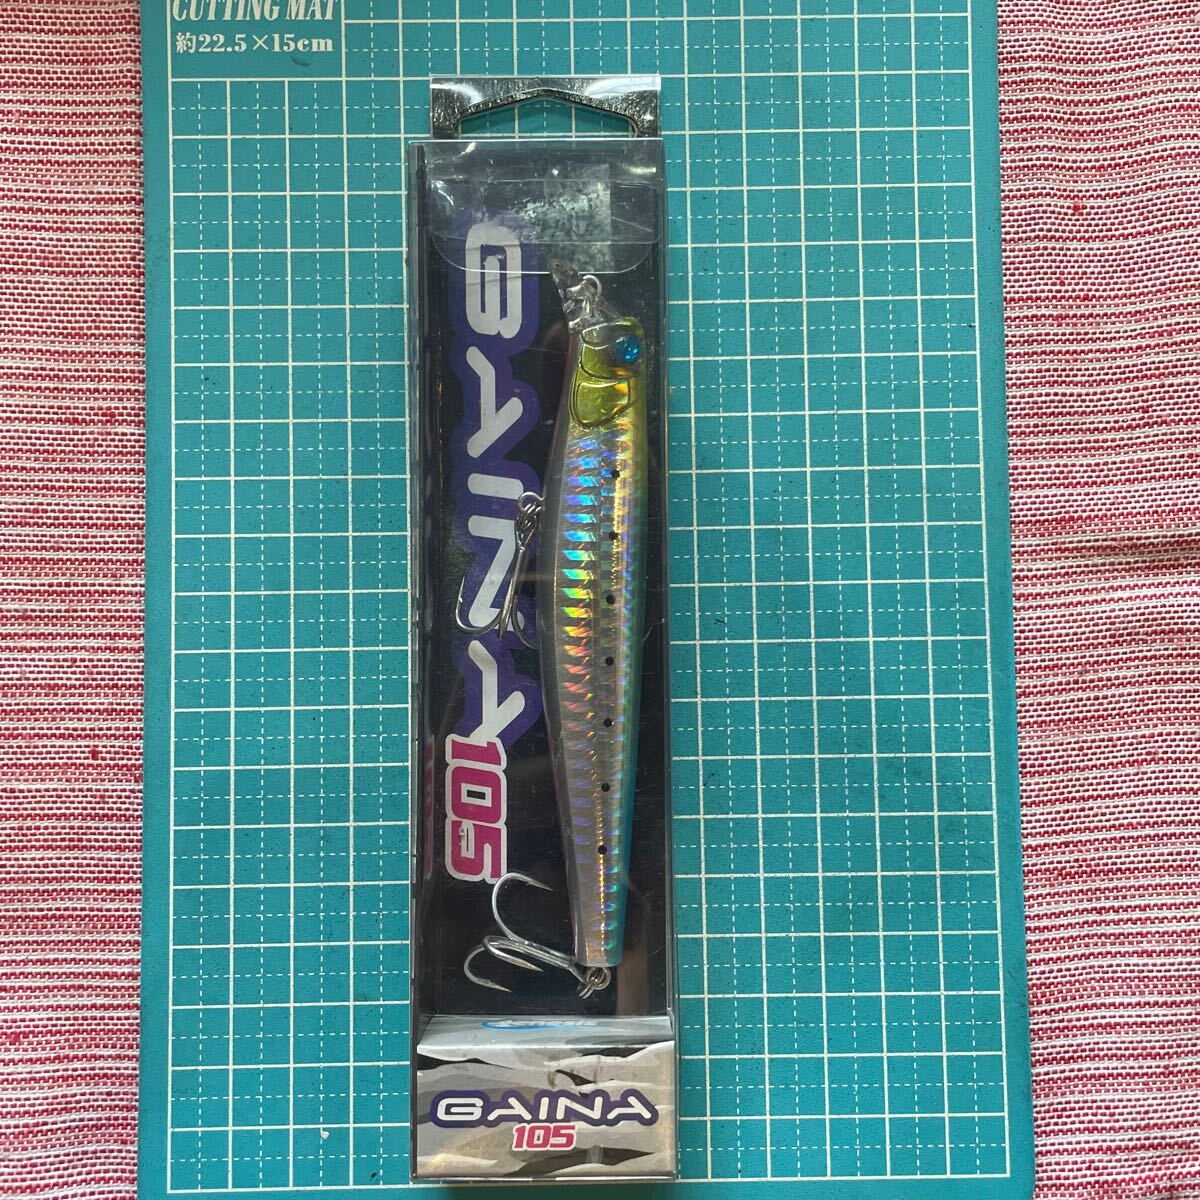 CUTTING MAT
約22.5×15cm
GAINA
105
GAINA
105